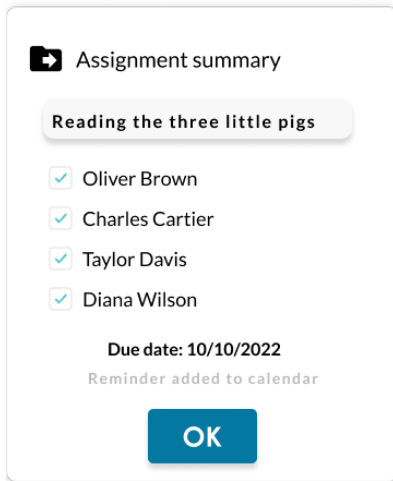 Assignment summary
Reading the three little pigs
Oliver Brown
Charles Cartier
Taylor Davis
Diana Wilson
Due date: 10/10/2022
Reminder added to calendar
OK